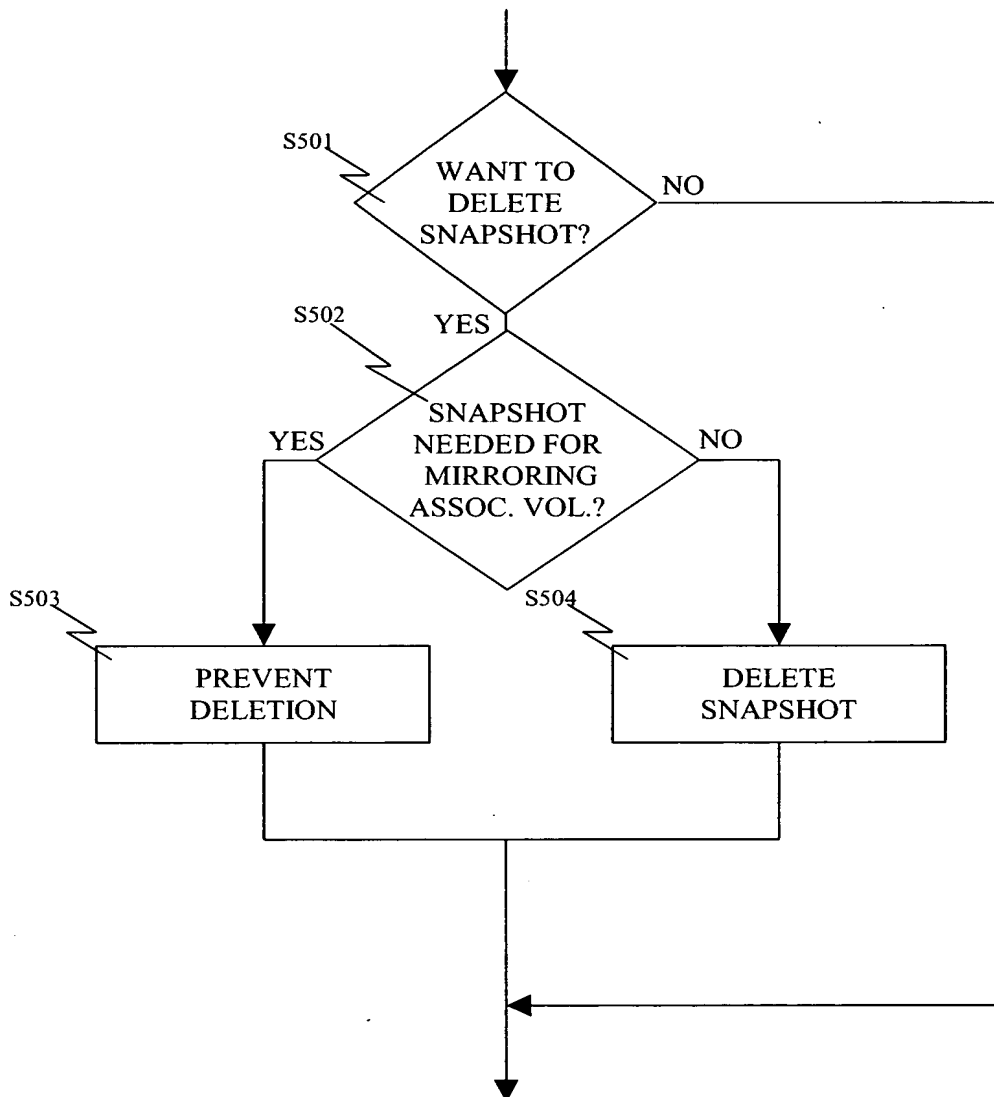 S501
WANT TO
DELETE
SNAPSHOT?
NO
S502
YES
SNAPSHOT
NEEDED FOR
MIRRORING
ASSOC. VOL.?
YES
NO
S503
S504
PREVENT
DELETION
DELETE
SNAPSHOT